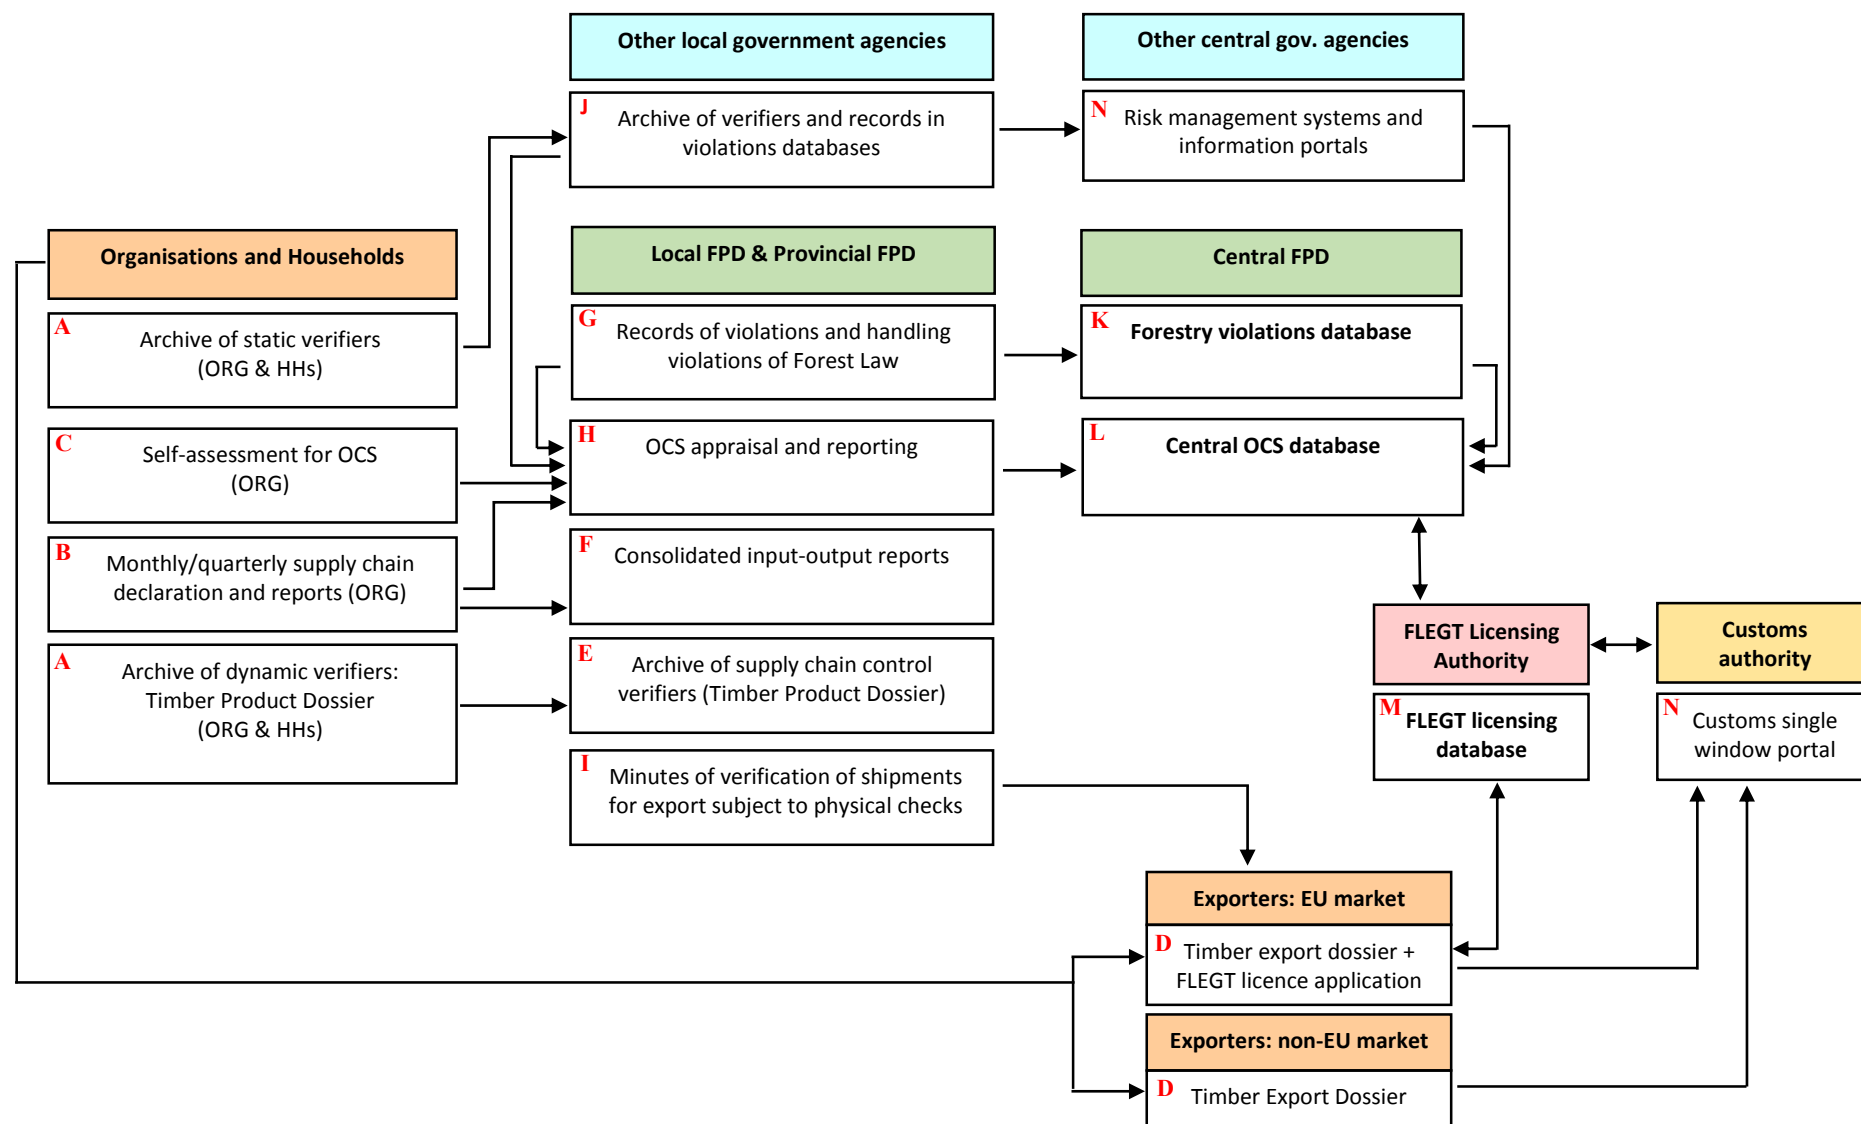 Other local government agencies
Other central gov. agencies
J
Archive of verifiers and records in
violations databases
N
Risk management systems and
information portals
Organisations and Households
Local FPD & Provincial FPD
Central FPD
A
Archive of static verifiers
(ORG & HHs)
G
Records of violations and handling
violations of Forest Law
K
Forestry violations database
C
Self-assessment for OCS
(ORG)
H
OCS appraisal and reporting
L
Central OCS database
B
Monthly/quarterly supply chain
declaration and reports (ORG)
F
Consolidated input-output reports
A
Archive of dynamic verifiers:
Timber Product Dossier
(ORG & HHs)
E
Archive of supply chain control
verifiers (Timber Product Dossier)
FLEGT Licensing
Authority
Customs
authority
M
FLEGT licensing
database
N
Customs single
window portal
I
Minutes of verification of shipments
for export subject to physical checks
Exporters: EU market
D
Timber export dossier +
FLEGT licence application
Exporters: non-EU market
D
Timber Export Dossier